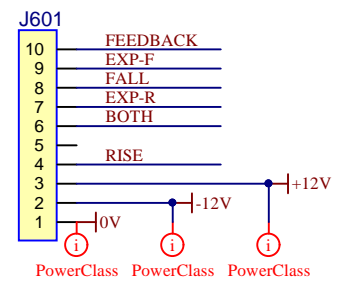 J601
10 FEEDBACK
9 EXP-F
8 FALL
7 EXP-R
6 BOTH
5
4 RISE
3 +12V
2 -12V
1 0V
i i i
PowerClass PowerClass PowerClass